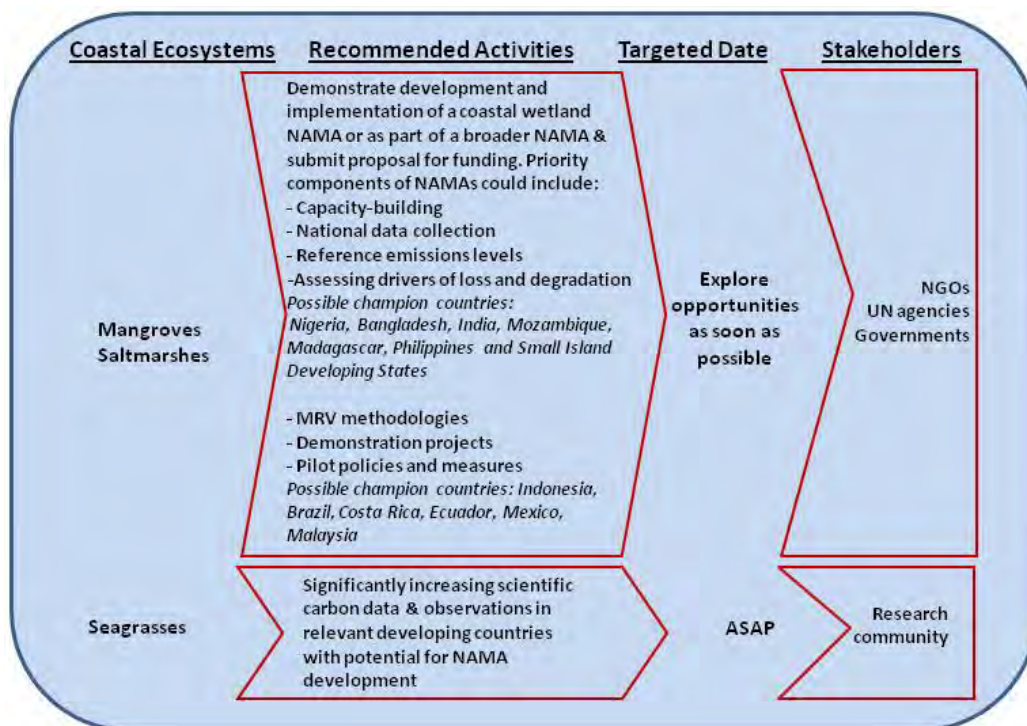 Coastal Ecosystems
Recommended Activities
Targeted Date
Stakeholders
Mangroves
Saltmarshes
Demonstrate development and
implementation of a coastal wetland
NAMA or as part of a broader NAMA &
submit proposal for funding. Priority
components of NAMAs could include:
- Capacity-building
- National data collection
- Reference emissions levels
-Assessing drivers of loss and degradation
Possible champion countries:
Nigeria, Bangladesh, India, Mozambique,
Madagascar, Philippines and Small Island
Developing States
- MRV methodologies
- Demonstration projects
- Pilot policies and measures
Possible champion countries: Indonesia,
Brazil, Costa Rica, Ecuador, Mexico,
Malaysia
Explore
opportunities
as soon as
possible
NGOs
UN agencies
Governments
Seagrasses
Significantly increasing scientific
carbon data & observations in
relevant developing countries
with potential for NAMA
development
ASAP
Research
community